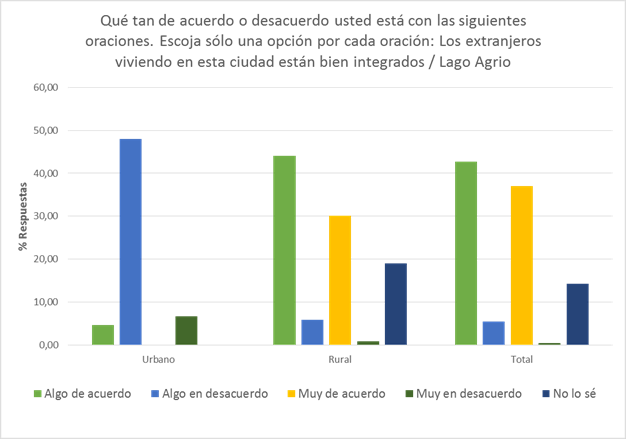 Qué tan de acuerdo o desacuerdo usted está con las siguientes
oraciones. Escoja sólo una opción por cada oración: Los extranjeros
viviendo en esta ciudad están bien integrados / Lago Agrio
60,00
50,00
40,00
30,00
20,00
10,00
0,00
% Respuestas
Urbano
Rural
Total
Algo de acuerdo
Algo en desacuerdo
Muy de acuerdo
Muy en desacuerdo
No lo sé